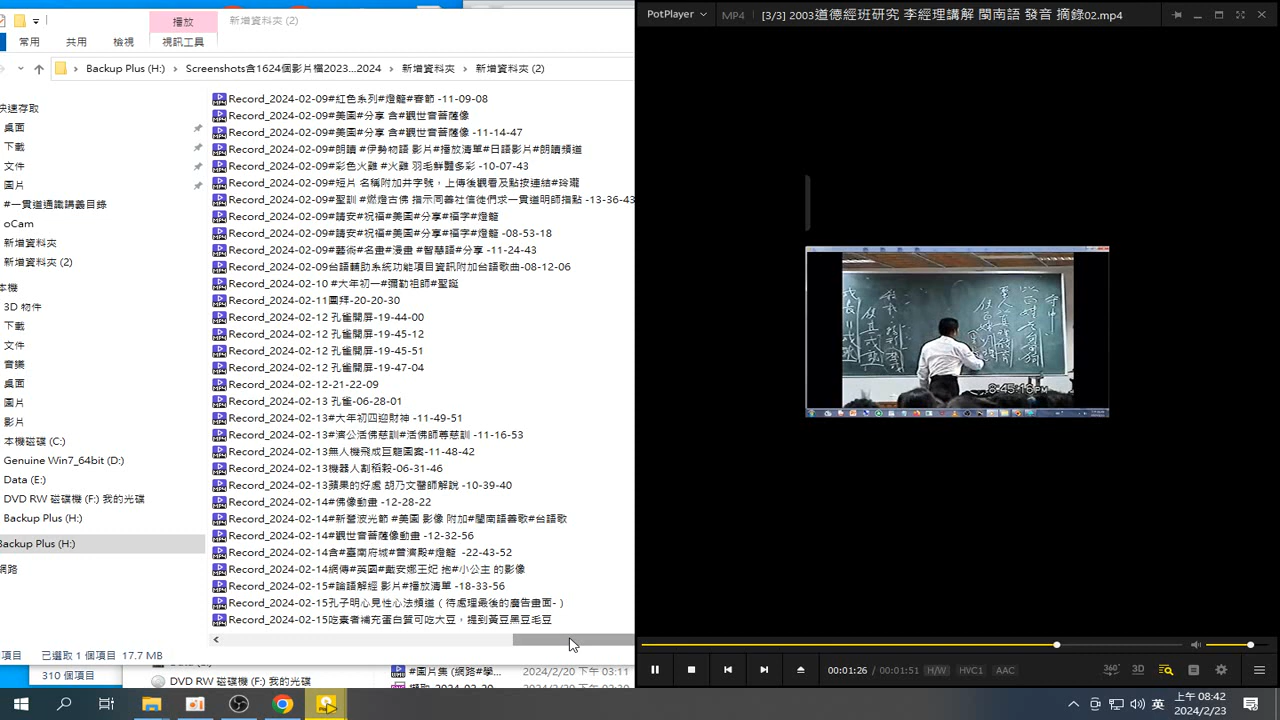 播放
新增資料夾 (2)
常用
共用
檢視
視訊工具
Backup Plus (H:)
Screenshots含1624個影片檔2023...2024
新增資料夾
新增資料夾 (2)
快速存取
桌面
下載
文件
圖片
#一貫道通識講義目錄
oCam
新增資料夾
新增資料夾 (2)
本機
3D 物件
下載
文件
音樂
桌面
圖片
影片
本機磁碟 (C:)
Genuine Win7_64bit (D:)
Data (E:)
DVD RW 磁碟機 (F:) 我的光碟
Backup Plus (H:)
Backup Plus (H:)
網路
Record_2024-02-09#紅色系列#燈籠#春節 -11-09-08
Record_2024-02-09#美圖#分享 含#觀世音菩薩像
Record_2024-02-09#美圖#分享 含#觀世音菩薩像 -11-14-47
Record_2024-02-09#朗讀 #伊勢物語 影片#播放清單#日語影片#朗讀頻道
Record_2024-02-09#彩色火雞 #火雞 羽毛鮮豔多彩 -10-07-43
Record_2024-02-09#短片 名稱附加井字號，上傳後觀看及點按連結#玲瓏
Record_2024-02-09#聖訓 #燃燈古佛 指示同善社信徒們求一貫道明師指點 -13-36-43
Record_2024-02-09#請安#祝福#美圖#分享#福字#燈籠
Record_2024-02-09#請安#祝福#美圖#分享#福字#燈籠 -08-53-18
Record_2024-02-09#藝術#名畫#漫畫 #智慧語#分享 -11-24-43
Record_2024-02-09台語輔助系統功能項目資訊附加台語歌曲-08-12-06
Record_2024-02-10 #大年初一#彌勒祖師#聖誕
Record_2024-02-11團拜-20-20-30
Record_2024-02-12 孔雀開屏-19-44-00
Record_2024-02-12 孔雀開屏-19-45-12
Record_2024-02-12 孔雀開屏-19-45-51
Record_2024-02-12 孔雀開屏-19-47-04
Record_2024-02-12-21-22-09
Record_2024-02-13 孔雀-06-28-01
Record_2024-02-13#大年初四迎財神 -11-49-51
Record_2024-02-13#濟公活佛慈訓#活佛師尊慈訓 -11-16-53
Record_2024-02-13無人機飛成巨龍圖案-11-48-42
Record_2024-02-13機器人割稻穀-06-31-46
Record_2024-02-13蘋果的好處 胡乃文醫師解說 -10-39-40
Record_2024-02-14#佛像動畫 -12-28-22
Record_2024-02-14#新營波光節 #美圖 影像 附加#閩南語善歌#台語歌
Record_2024-02-14#觀世音菩薩像動畫 -12-32-56
Record_2024-02-14含#臺南府城#普濟殿#燈籠 -22-43-52
Record_2024-02-14網傳#英國#戴安娜王妃 抱#小公主 的影像
Record_2024-02-15#論語解經 影片#播放清單 -18-33-56
Record_2024-02-15孔子明心見性心法頻道（待處理最後的廣告畫面-）
Record_2024-02-15吃素者補充蛋白質可吃大豆，提到黃豆黑豆毛豆
項目
已選取 1 個項目 17.7 MB
310 個項目
DVD RW 磁碟機 (F:) 我的光碟
#圖片集 (網路#學...
2024/2/20 下午 03:11
PotPlayer
MP4
[3/3] 2003道德經班研究 李經理講解 閩南語 發音 摘錄02.mp4
守中
8:45:16 PM
00:01:26 / 00:01:51
H/W
HVC1
AAC
360°
3D
英
上午 08:42
2024/2/23